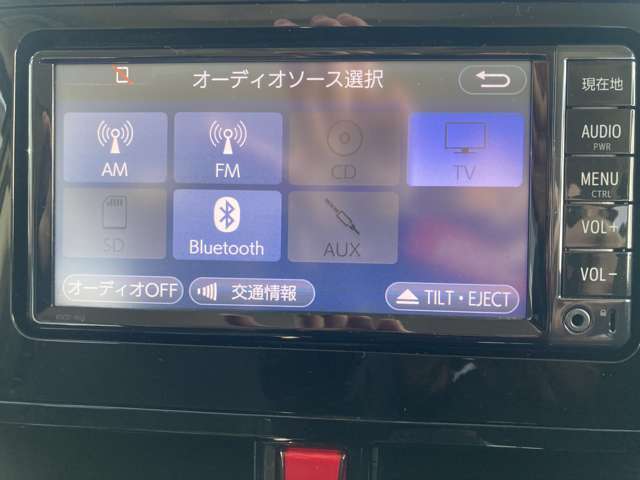 オーディオソース選択
現在地
AM
FM
CD
TV
AUDIO
PWR
MENU
CTRL
SD
Bluetooth
AUX
VOL+
VOL-
オーディオOFF
交通情報
TILT・EJECT